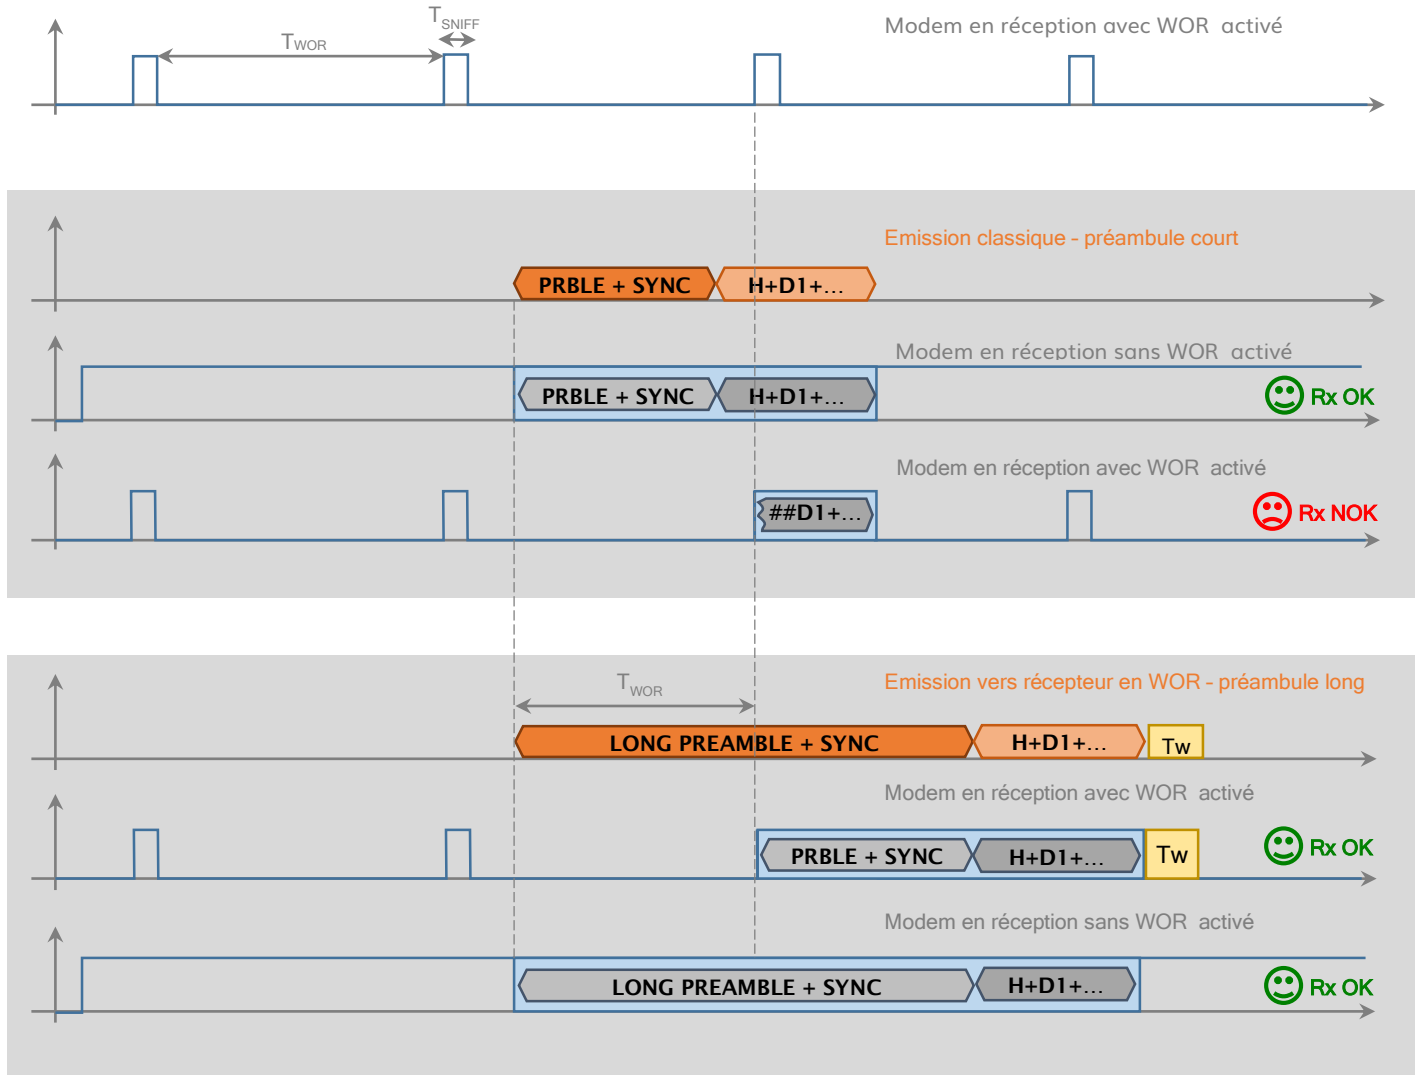 T_SNIFF
Modem en réception avec WOR activé
T_WOR
Emission classique - préambule court
PRBLE + SYNC H+D1+...
Modem en réception sans WOR activé
PRBLE + SYNC H+D1+... Rx OK
Modem en réception avec WOR activé
##D1+... Rx NOK
Emission vers récepteur en WOR - préambule long
T_WOR
LONG PREAMBLE + SYNC H+D1+... Tw
Modem en réception avec WOR activé
PRBLE + SYNC H+D1+... Tw Rx OK
Modem en réception sans WOR activé
LONG PREAMBLE + SYNC H+D1+... Rx OK